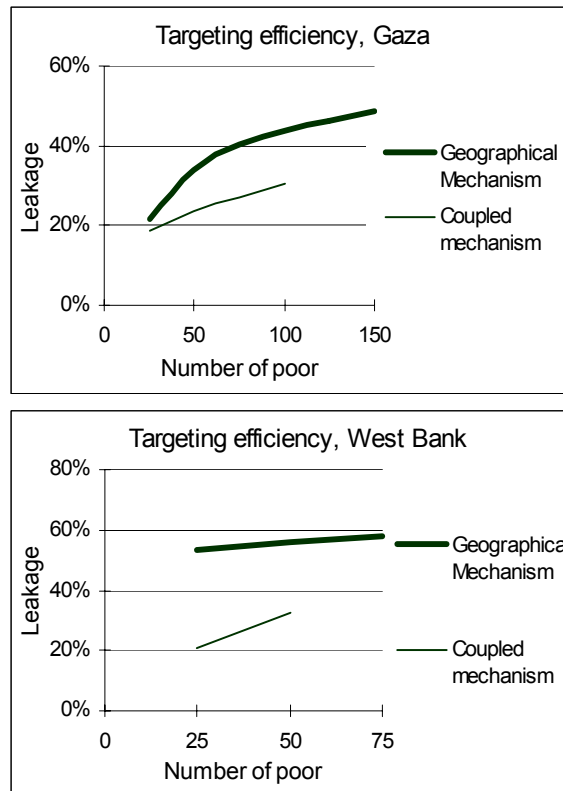 Targeting efficiency, Gaza
60%
40%
20%
0%
Leakage
0 50 100 150
Number of poor
Geographical
Mechanism
Coupled
mechanism
Targeting efficiency, West Bank
80%
60%
40%
20%
0%
Leakage
0 25 50 75
Number of poor
Geographica
Mechanism
Coupled
mechanism